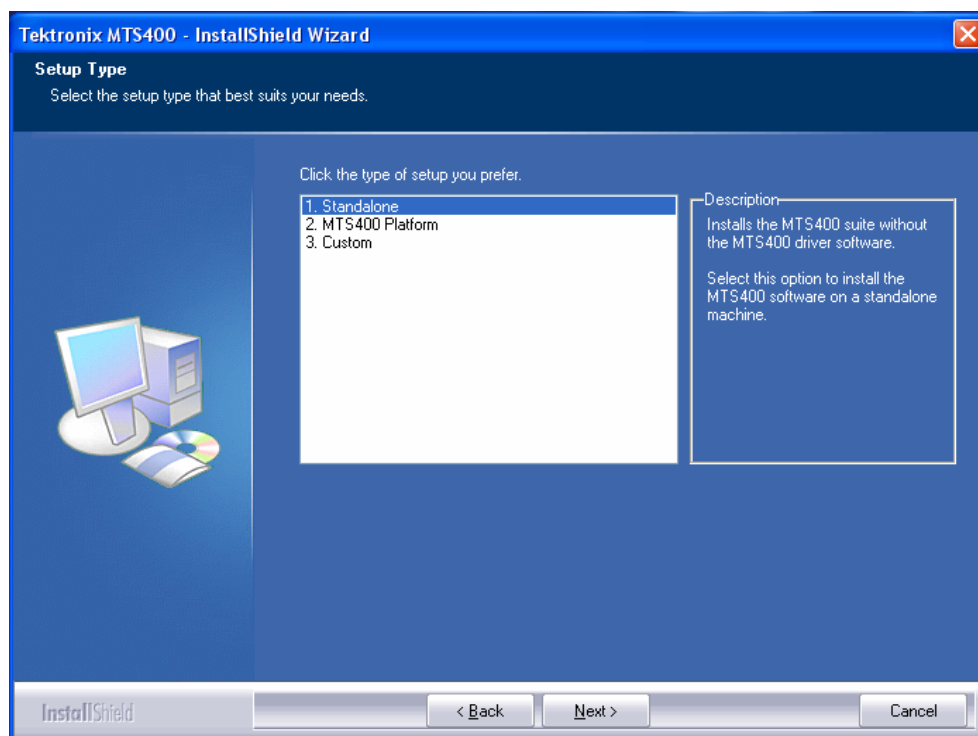 Tektronix MTS400 - InstallShield Wizard
Setup Type
Select the setup type that best suits your needs.
Click the type of setup you prefer.
1. Standalone
2. MTS400 Platform
3. Custom
Description
Installs the MTS400 suite without
the MTS400 driver software.
Select this option to install the
MTS400 software on a standalone
machine.
InstallShield
< Back
Next >
Cancel